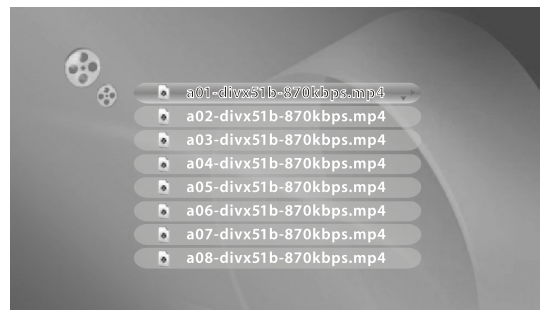 a01-divx51b-870kbps.mp4
a02-divx51b-870kbps.mp4
a03-divx51b-870kbps.mp4
a04-divx51b-870kbps.mp4
a05-divx51b-870kbps.mp4
a06-divx51b-870kbps.mp4
a07-divx51b-870kbps.mp4
a08-divx51b-870kbps.mp4